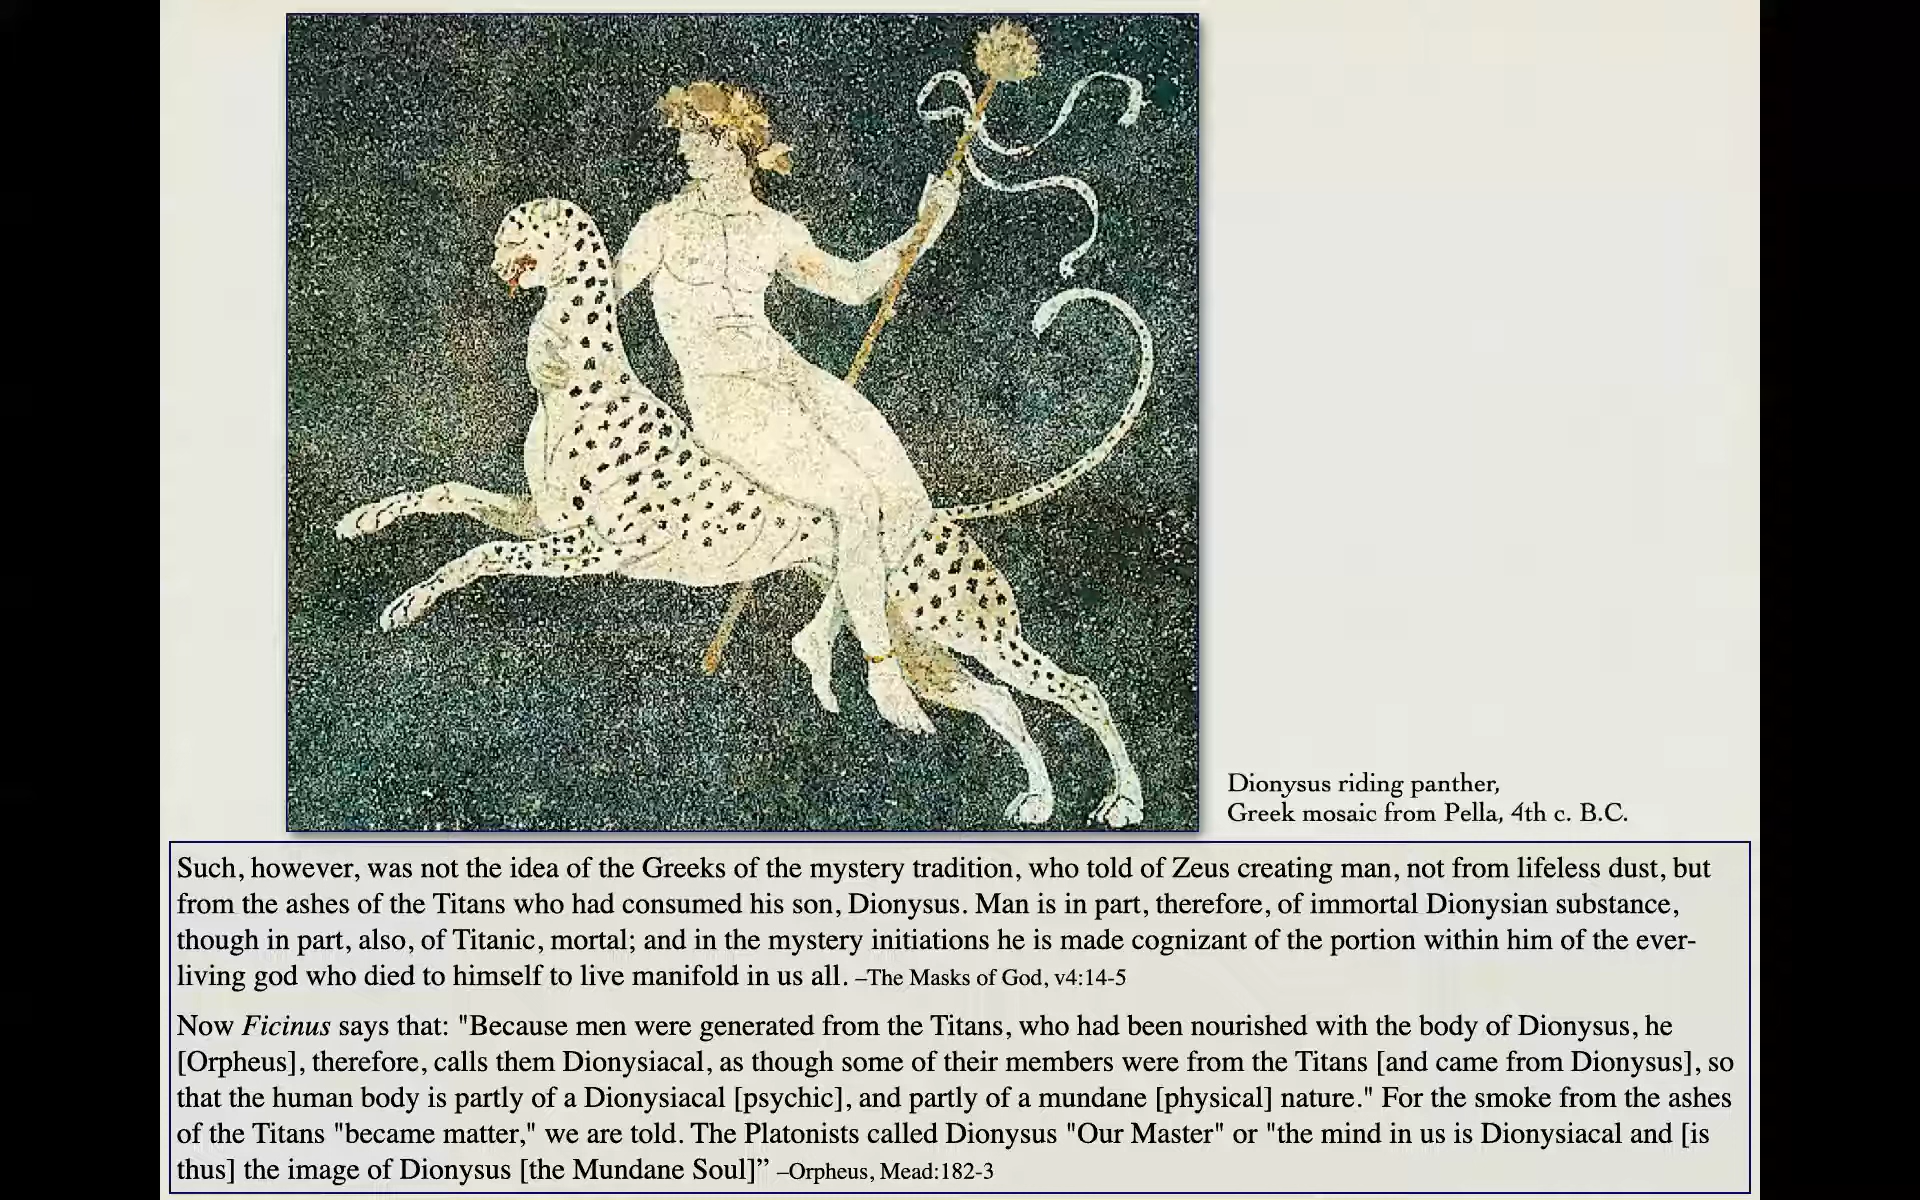 Dionysus riding panther,
Greek mosaic from Pella, 4th c. B.C.
Such, however, was not the idea of the Greeks of the mystery tradition, who told of Zeus creating man, not from lifeless dust, but
from the ashes of the Titans who had consumed his son, Dionysus. Man is in part, therefore, of immortal Dionysian substance,
though in part, also, of Titanic, mortal; and in the mystery initiations he is made cognizant of the portion within him of the ever-
living god who died to himself to live manifold in us all. –The Masks of God, v4:14-5
Now Ficinus says that: "Because men were generated from the Titans, who had been nourished with the body of Dionysus, he
[Orpheus], therefore, calls them Dionysiacal, as though some of their members were from the Titans [and came from Dionysus], so
that the human body is partly of a Dionysiacal [psychic], and partly of a mundane [physical] nature." For the smoke from the ashes
of the Titans "became matter," we are told. The Platonists called Dionysus "Our Master" or "the mind in us is Dionysiacal and [is
thus] the image of Dionysus [the Mundane Soul]” –Orpheus, Mead:182-3